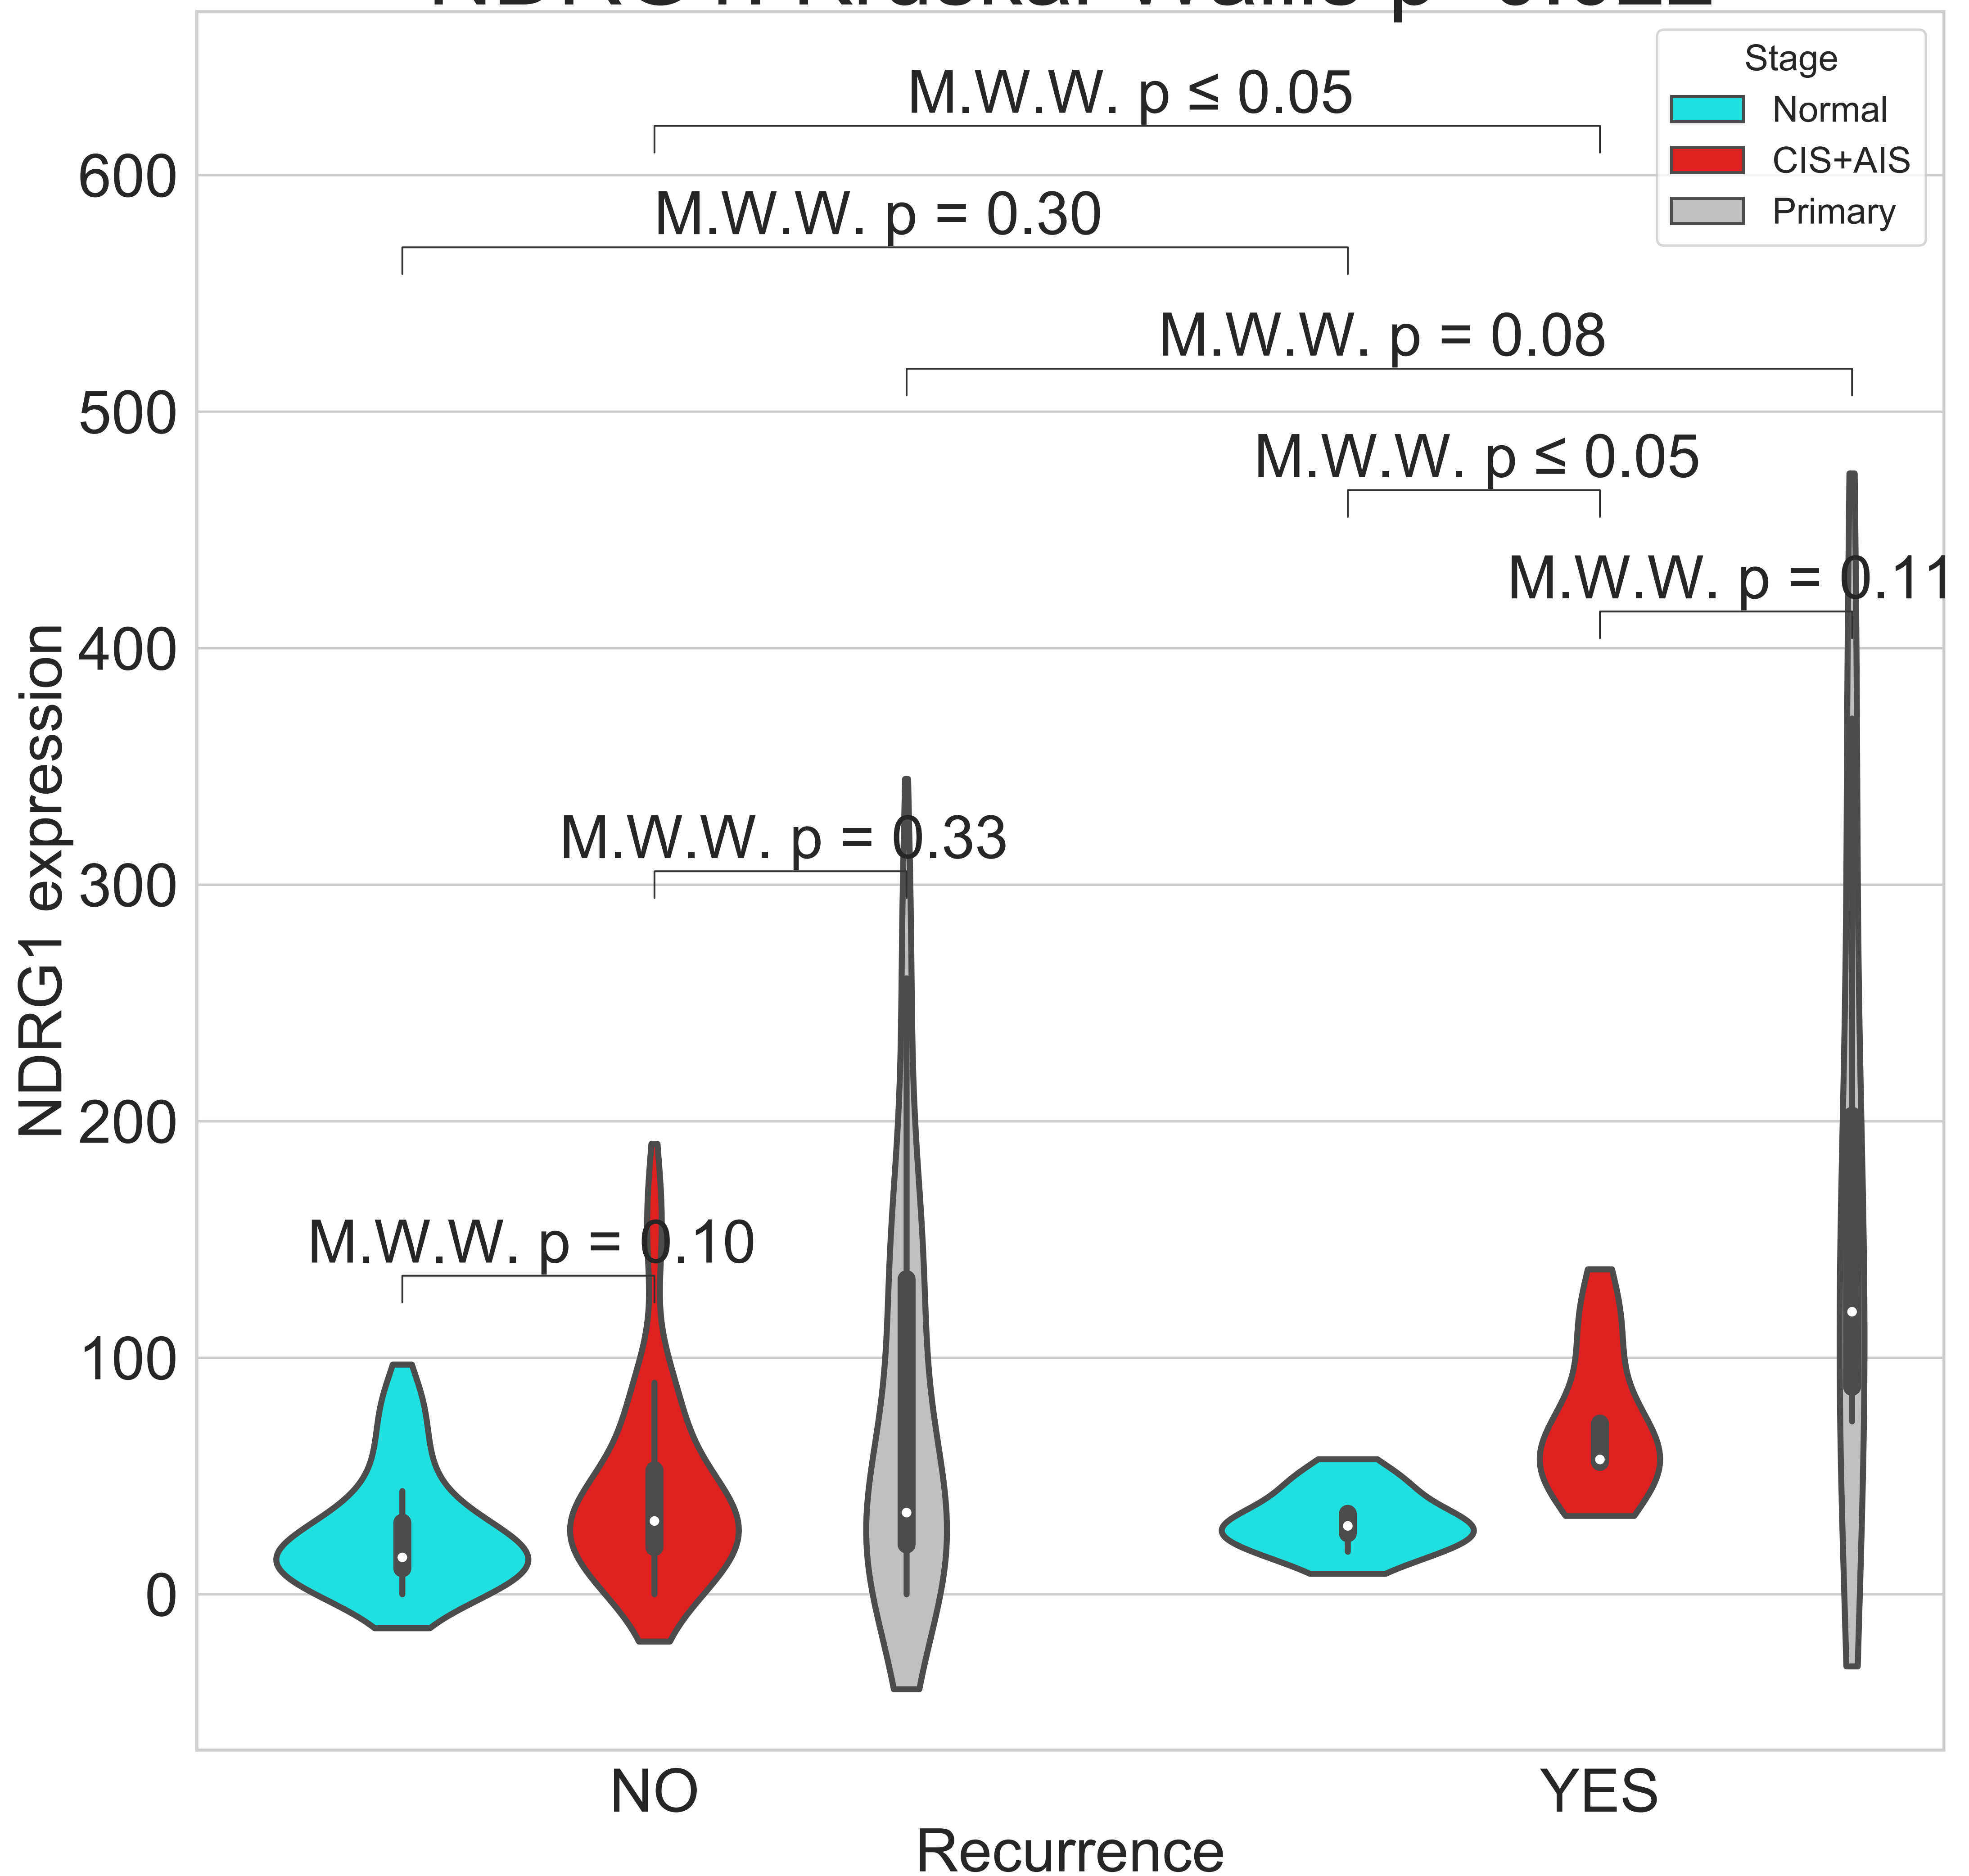 Stage
Normal
CIS+AIS
Primary
M.W.W. p ≤ 0.05
M.W.W. p = 0.30
M.W.W. p = 0.08
M.W.W. p ≤ 0.05
M.W.W. p = 0.11
M.W.W. p = 0.33
M.W.W. p = 0.10
600
500
400
300
200
100
0
NDRG1 expression
NO
YES
Recurrence